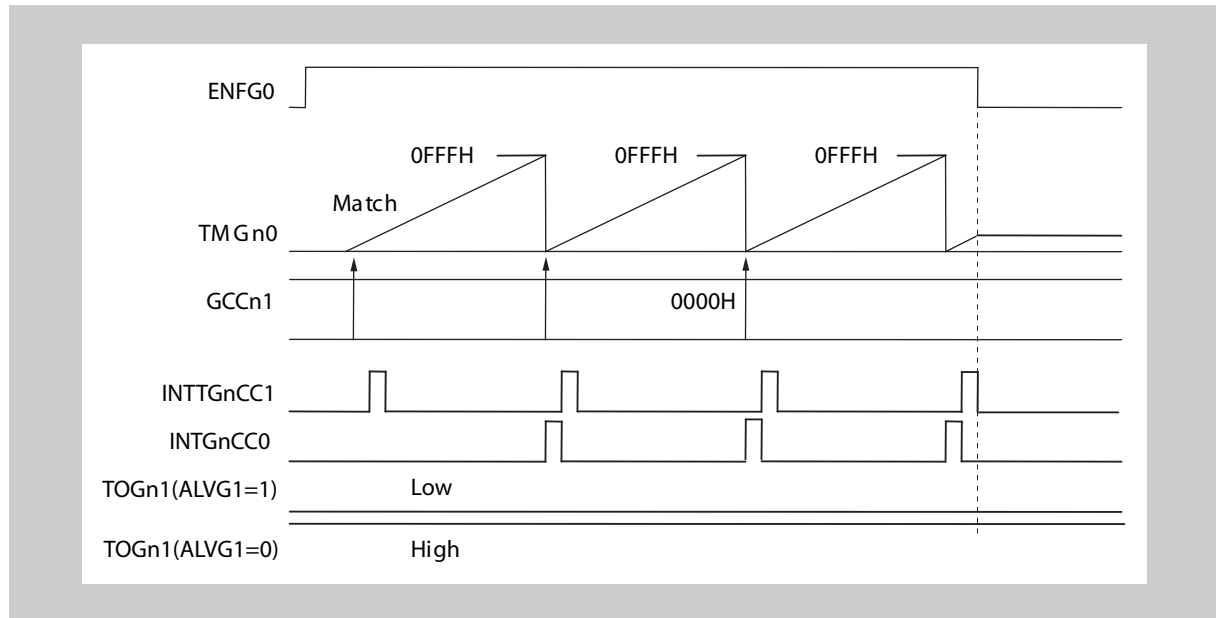 ENFG0
0FFFH 0FFFH 0FFFH
Match
TMGn0
GCCn1 0000H
INTTGnCC1
INTGnCC0
TOGn1(ALVG1=1) Low
TOGn1(ALVG1=0) High